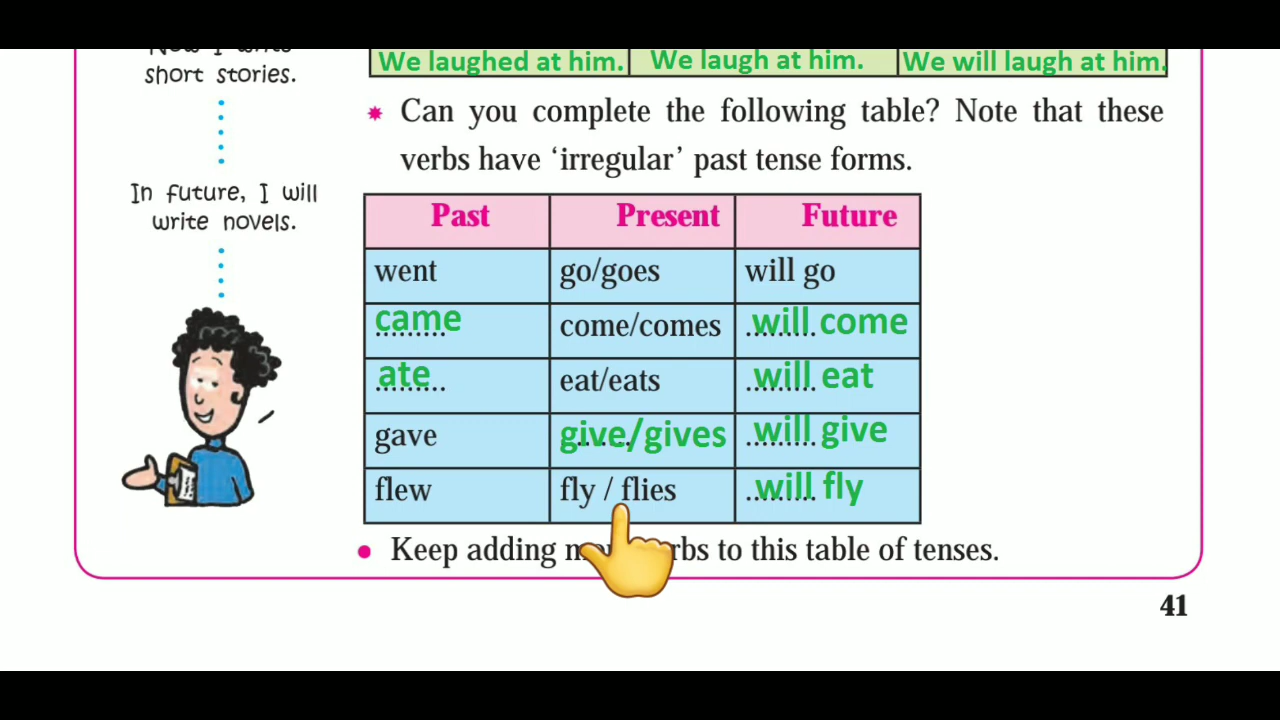 short stories.
In future, I will
write novels.
We laughed at him. We laugh at him. We will laugh at him.
Can you complete the following table? Note that these
verbs have ‘irregular’ past tense forms.
Past Present Future
went go/goes will go
came come/comes will come
ate eat/eats will eat
gave give/gives will give
flew fly / flies will fly
Keep adding to this table of tenses.
41